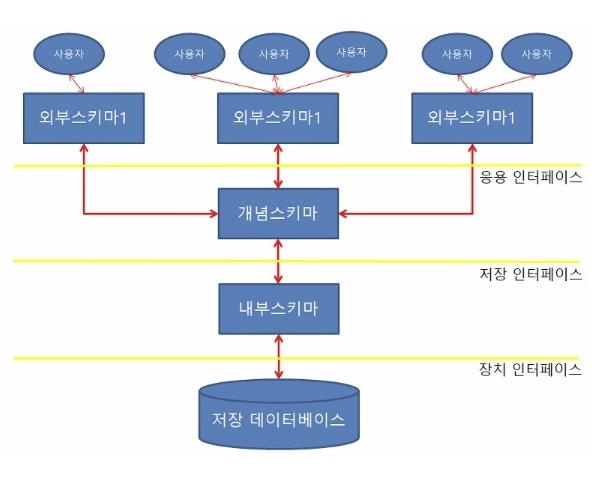 사용자
사용자
사용자
사용자
사용자
사용자
외부스키마1
외부스키마1
외부스키마1
응용 인터페이스
개념스키마
저장 인터페이스
내부스키마
장치 인터페이스
저장 데이터베이스